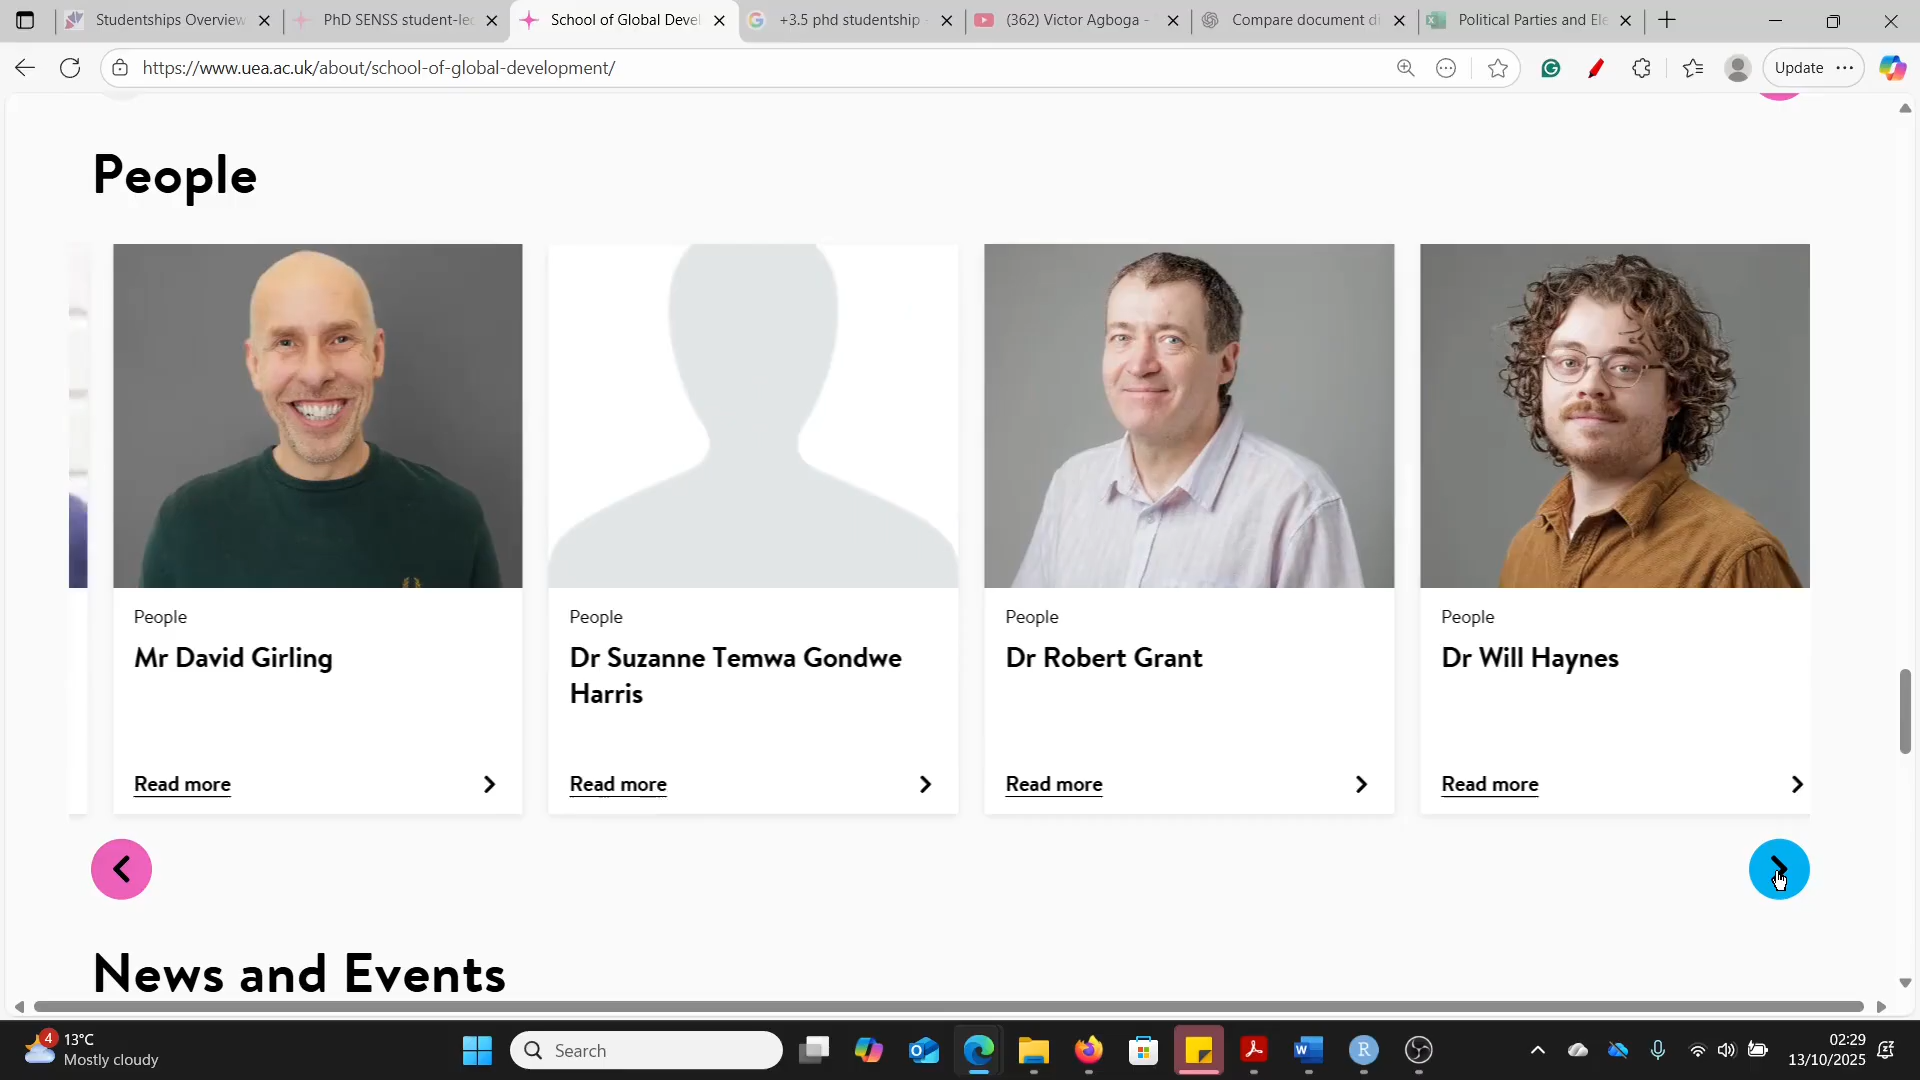 Studentships Overview
PhD SENSS student-led
School of Global Devel
+3.5 phd studentship
(362) Victor Agboga -
Compare document di
Political Parties and Ele
https://www.uea.ac.uk/about/school-of-global-development/
Update
People
People
People
People
People
Mr David Girling
Dr Suzanne Temwa Gondwe
Harris
Dr Robert Grant
Dr Will Haynes
Read more
Read more
Read more
Read more
News and Events
4
13°C
Mostly cloudy
Search
02:29
13/10/2025